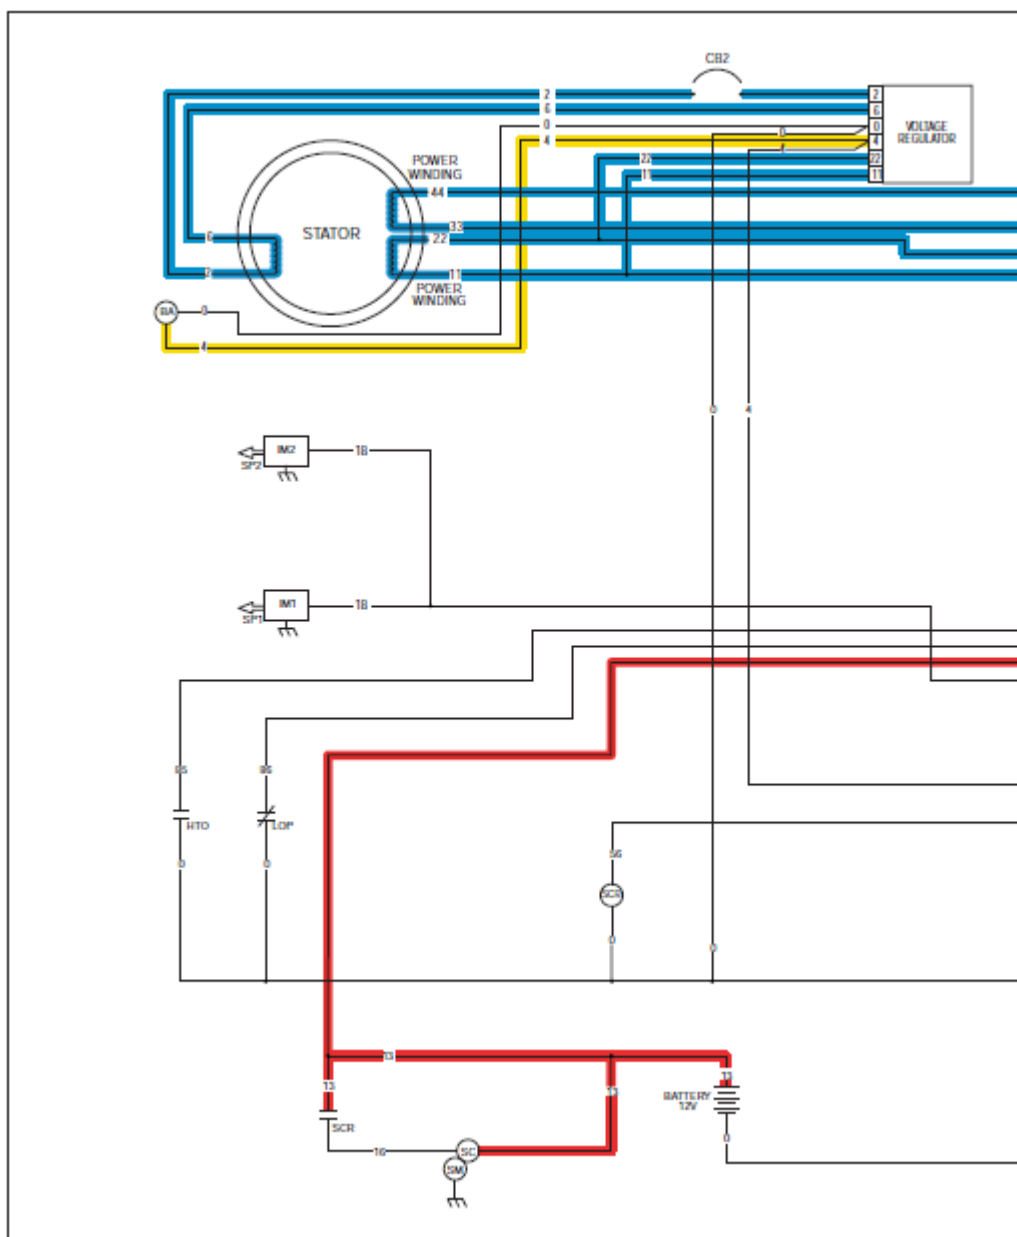 CB2
2
6
0
4
2
6
0
4
22
11
VOLTAGE
REGULATOR
0
4
22
11
POWER
WINDING
44
STATOR
33
22
6
2
11
POWER
WINDING
BA
0
4
0
4
IM2
18
SP2
IM1
18
SP1
85
86
HTO
LOP
0
0
56
SCR
0
0
13
13
13
13
BATTERY
12V
SCR
16
SC
SM
0